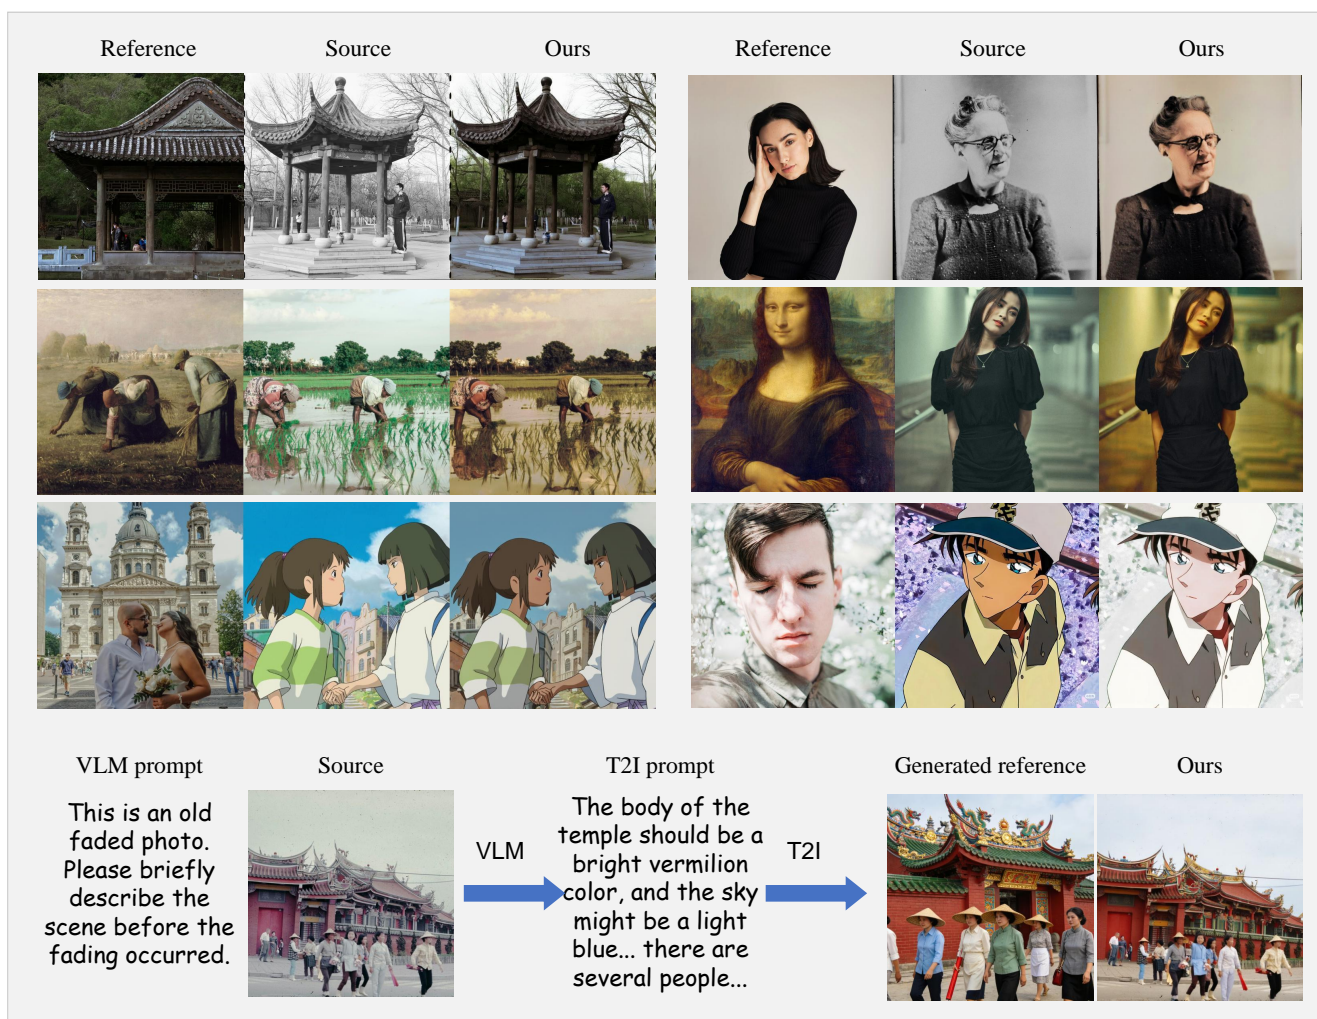 Reference Source Ours
Reference Source Ours
VLM prompt
This is an old
faded photo.
Please briefly
describe the
scene before the
fading occurred.
Source
VLM
T2I prompt
The body of the
temple should be a
bright vermilion
color, and the sky
might be a light
blue... there are
several people...
T2I
Generated reference
Ours